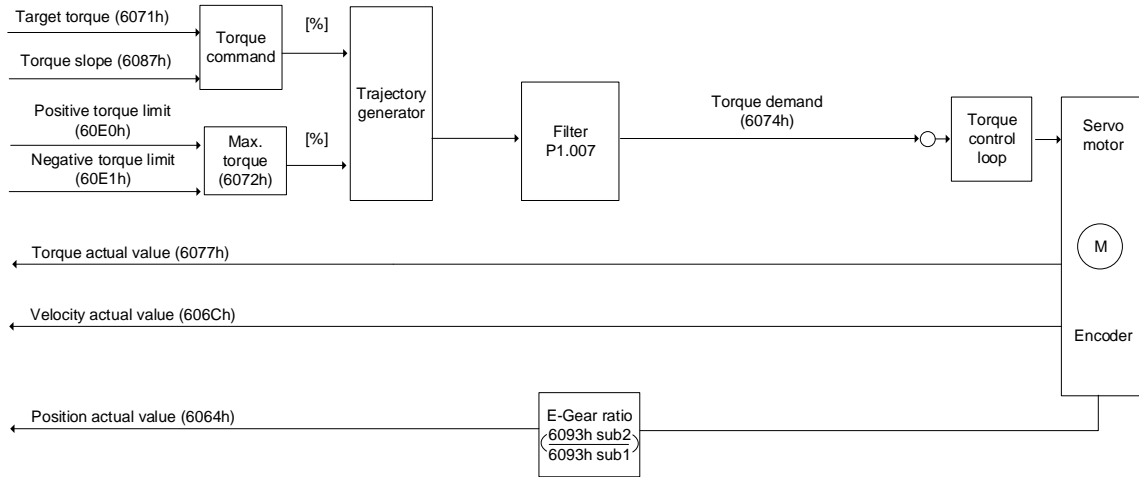 Target torque (6071h)
Torque slope (6087h)
Torque
command
[%]
Positive torque limit
(60E0h)
Negative torque limit
(60E1h)
Max.
torque
(6072h)
[%]
Trajectory
generator
Filter
P1.007
Torque demand
(6074h)
Torque
control
loop
Servo
motor
M
Encoder
Torque actual value (6077h)
Velocity actual value (606Ch)
Position actual value (6064h)
E-Gear ratio
(6093h sub2
6093h sub1)